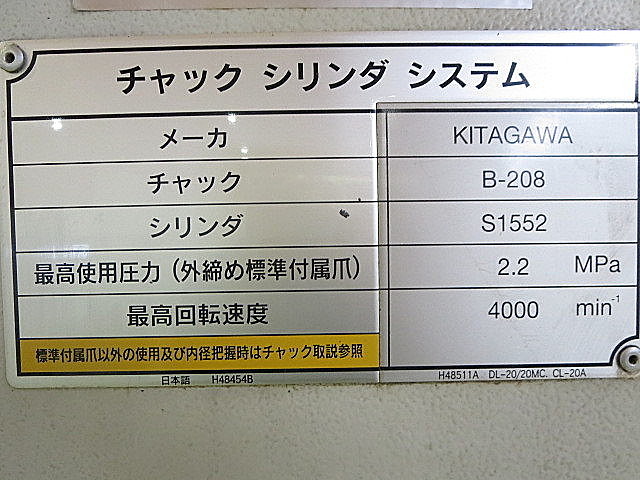 チャック シリンダ システム
メーカ KITAGAWA
チャック B-208
シリンダ S1552
最高使用圧力（外締め標準付属爪） 2.2 MPa
最高回転速度 4000 min⁻¹
標準付属爪以外の使用及び内径把握時はチャック取説参照
日本語 H48454B H48511A DL-20/20MC. CL-20A